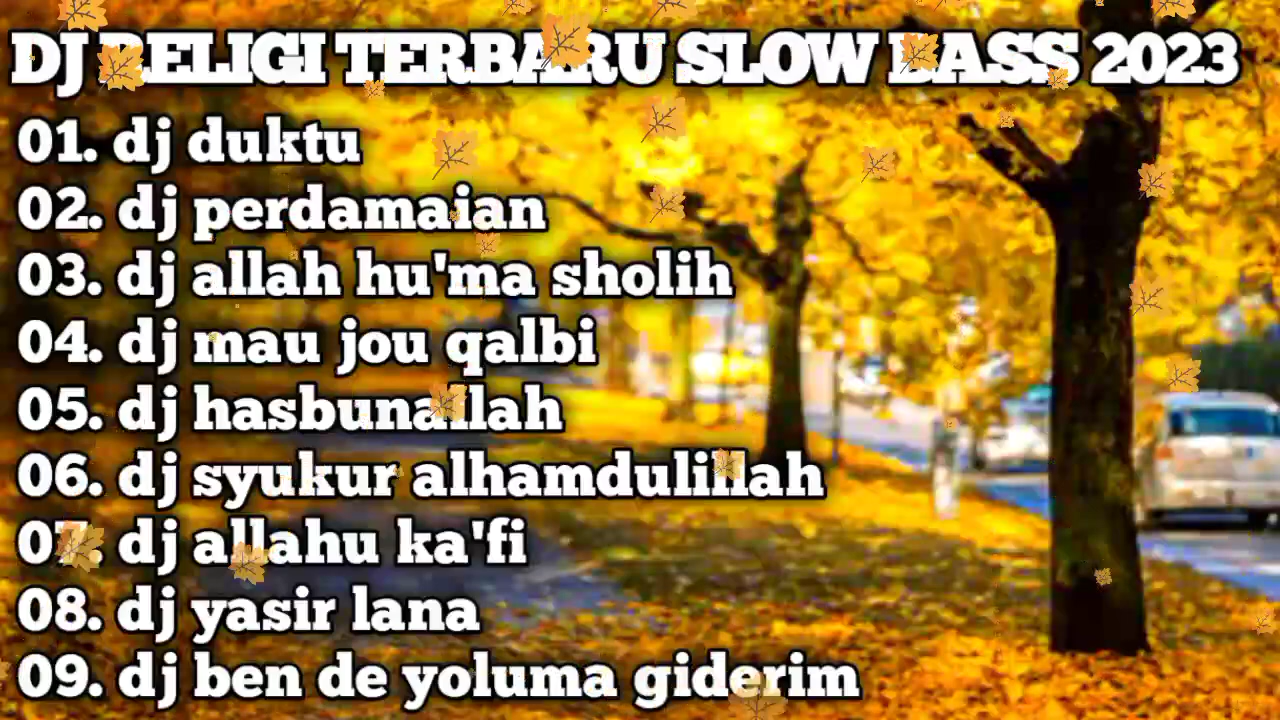 DJ RELIGI TERBARU SLOW BASS 2023
01. dj duktu
02. dj perdamaian
03. dj allah hu'ma sholih
04. dj mau jou qalbi
05. dj hasbunallah
06. dj syukur alhamdulillah
07. dj allahu ka'fi
08. dj yasir lana
09. dj ben de yoluma giderim